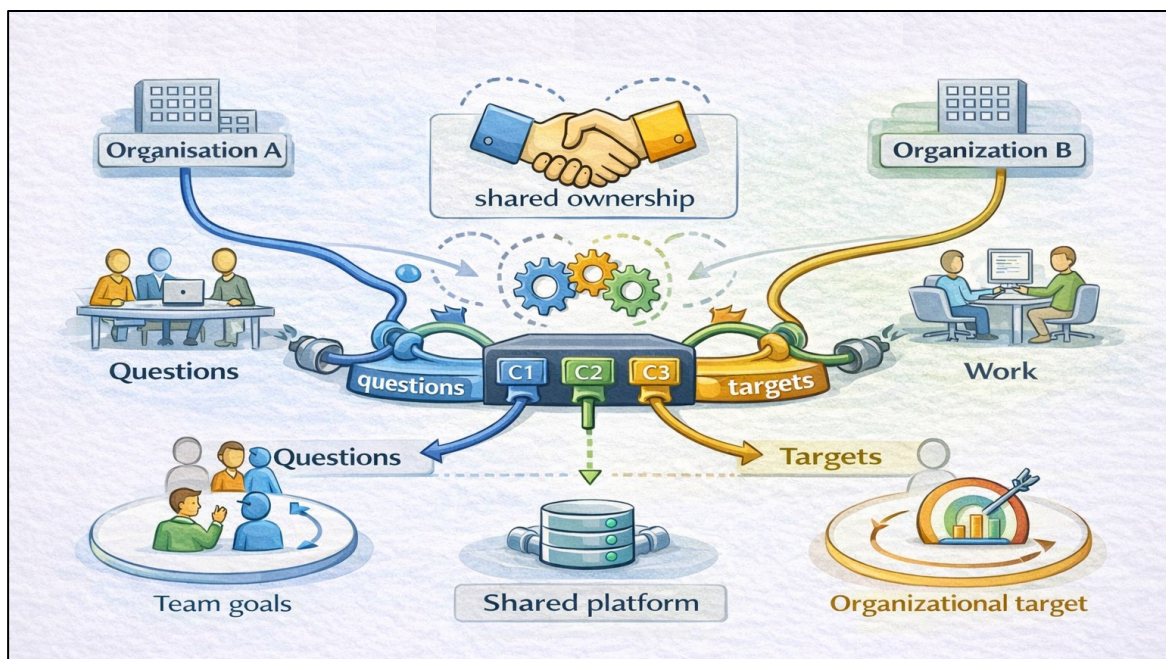 Organisation A
Organization B
shared ownership
Questions
Work
questions
C1
C2
C3
targets
Questions
Targets
Team goals
Shared platform
Organizational target